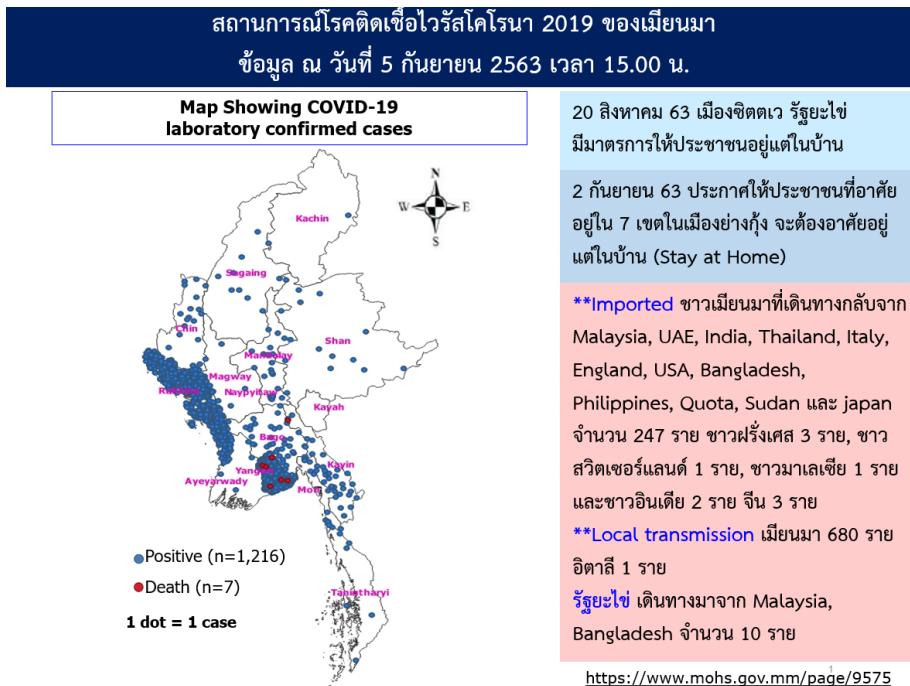 สถานการณ์โรคติดเชื้อไวรัสโคโรนา 2019 ของเมียนมา
ข้อมูล ณ วันที่ 5 กันยายน 2563 เวลา 15.00 น.
Map Showing COVID-19
laboratory confirmed cases
N
W E
S
Kachin
Sagaing
Chin
Shan
Mandalay
Magway
Rakhine
Naypyitaw
Kayah
Bago
Yangon
Kayin
Ayeyarwady
Mon
Tanintharyi
Positive (n=1,216)
Death (n=7)
1 dot = 1 case
20 สิงหาคม 63 เมืองซิตตเว รัฐยะไข่
มีมาตรการให้ประชาชนอยู่แต่ในบ้าน
2 กันยายน 63 ประกาศให้ประชาชนที่อาศัย
อยู่ใน 7 เขตในเมืองย่างกุ้ง จะต้องอาศัยอยู่
แต่ในบ้าน (Stay at Home)
**Imported ชาวเมียนมาที่เดินทางกลับจาก
Malaysia, UAE, India, Thailand, Italy,
England, USA, Bangladesh,
Philippines, Quota, Sudan และ japan
จำนวน 247 ราย ชาวฝรั่งเศส 3 ราย, ชาว
สวิตเซอร์แลนด์ 1 ราย, ชาวมาเลเซีย 1 ราย
และชาวอินเดีย 2 ราย จีน 3 ราย
**Local transmission เมียนมา 680 ราย
อิตาลี 1 ราย
รัฐยะไข่ เดินทางมาจาก Malaysia,
Bangladesh จำนวน 10 ราย
1
https://www.mohs.gov.mm/page/9575